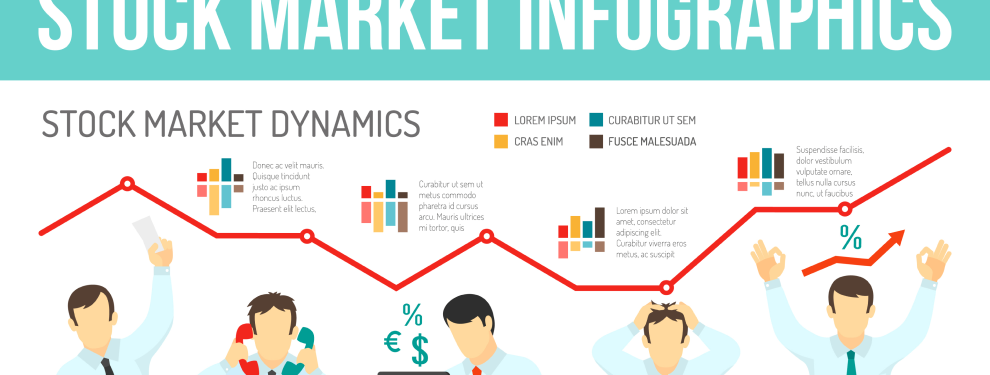 STOCK MARKET INFOGRAPHICS
STOCK MARKET DYNAMICS
LOREM IPSUM
CURABITUR UT SEM
CRAS ENIM
FUSCE MALESUADA
Donec ac velit mauris.
Quisque tincidunt
justo ac ipsum
rhoncus luctus.
Praesent elit lectus,
Curabitur ut sem ut
metus commodo
pharetra id cursus
arcu. Mauris ultrices
mi tortor, quis
Lorem ipsum dolor sit
amet, consectetur
adipiscing elit.
Curabitur viverra eros
metus, ac suscipit
Suspendisse facilisis,
dolor vestibulum
vulputate ornare,
tellus nulla cursus
nunc, ut faucibus
%
€ $
%